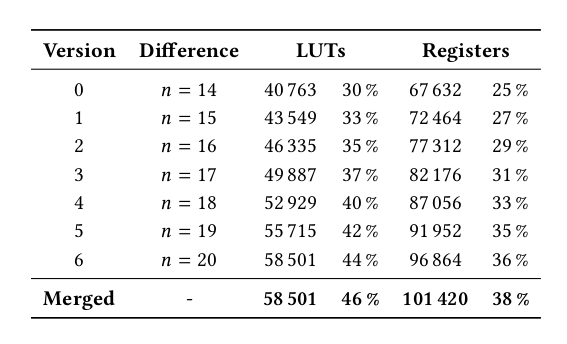 Version Difference LUTs Registers
0 n = 14 40 763 30 % 67 632 25 %
1 n = 15 43 549 33 % 72 464 27 %
2 n = 16 46 335 35 % 77 312 29 %
3 n = 17 49 887 37 % 82 176 31 %
4 n = 18 52 929 40 % 87 056 33 %
5 n = 19 55 715 42 % 91 952 35 %
6 n = 20 58 501 44 % 96 864 36 %
Merged - 58 501 46 % 101 420 38 %